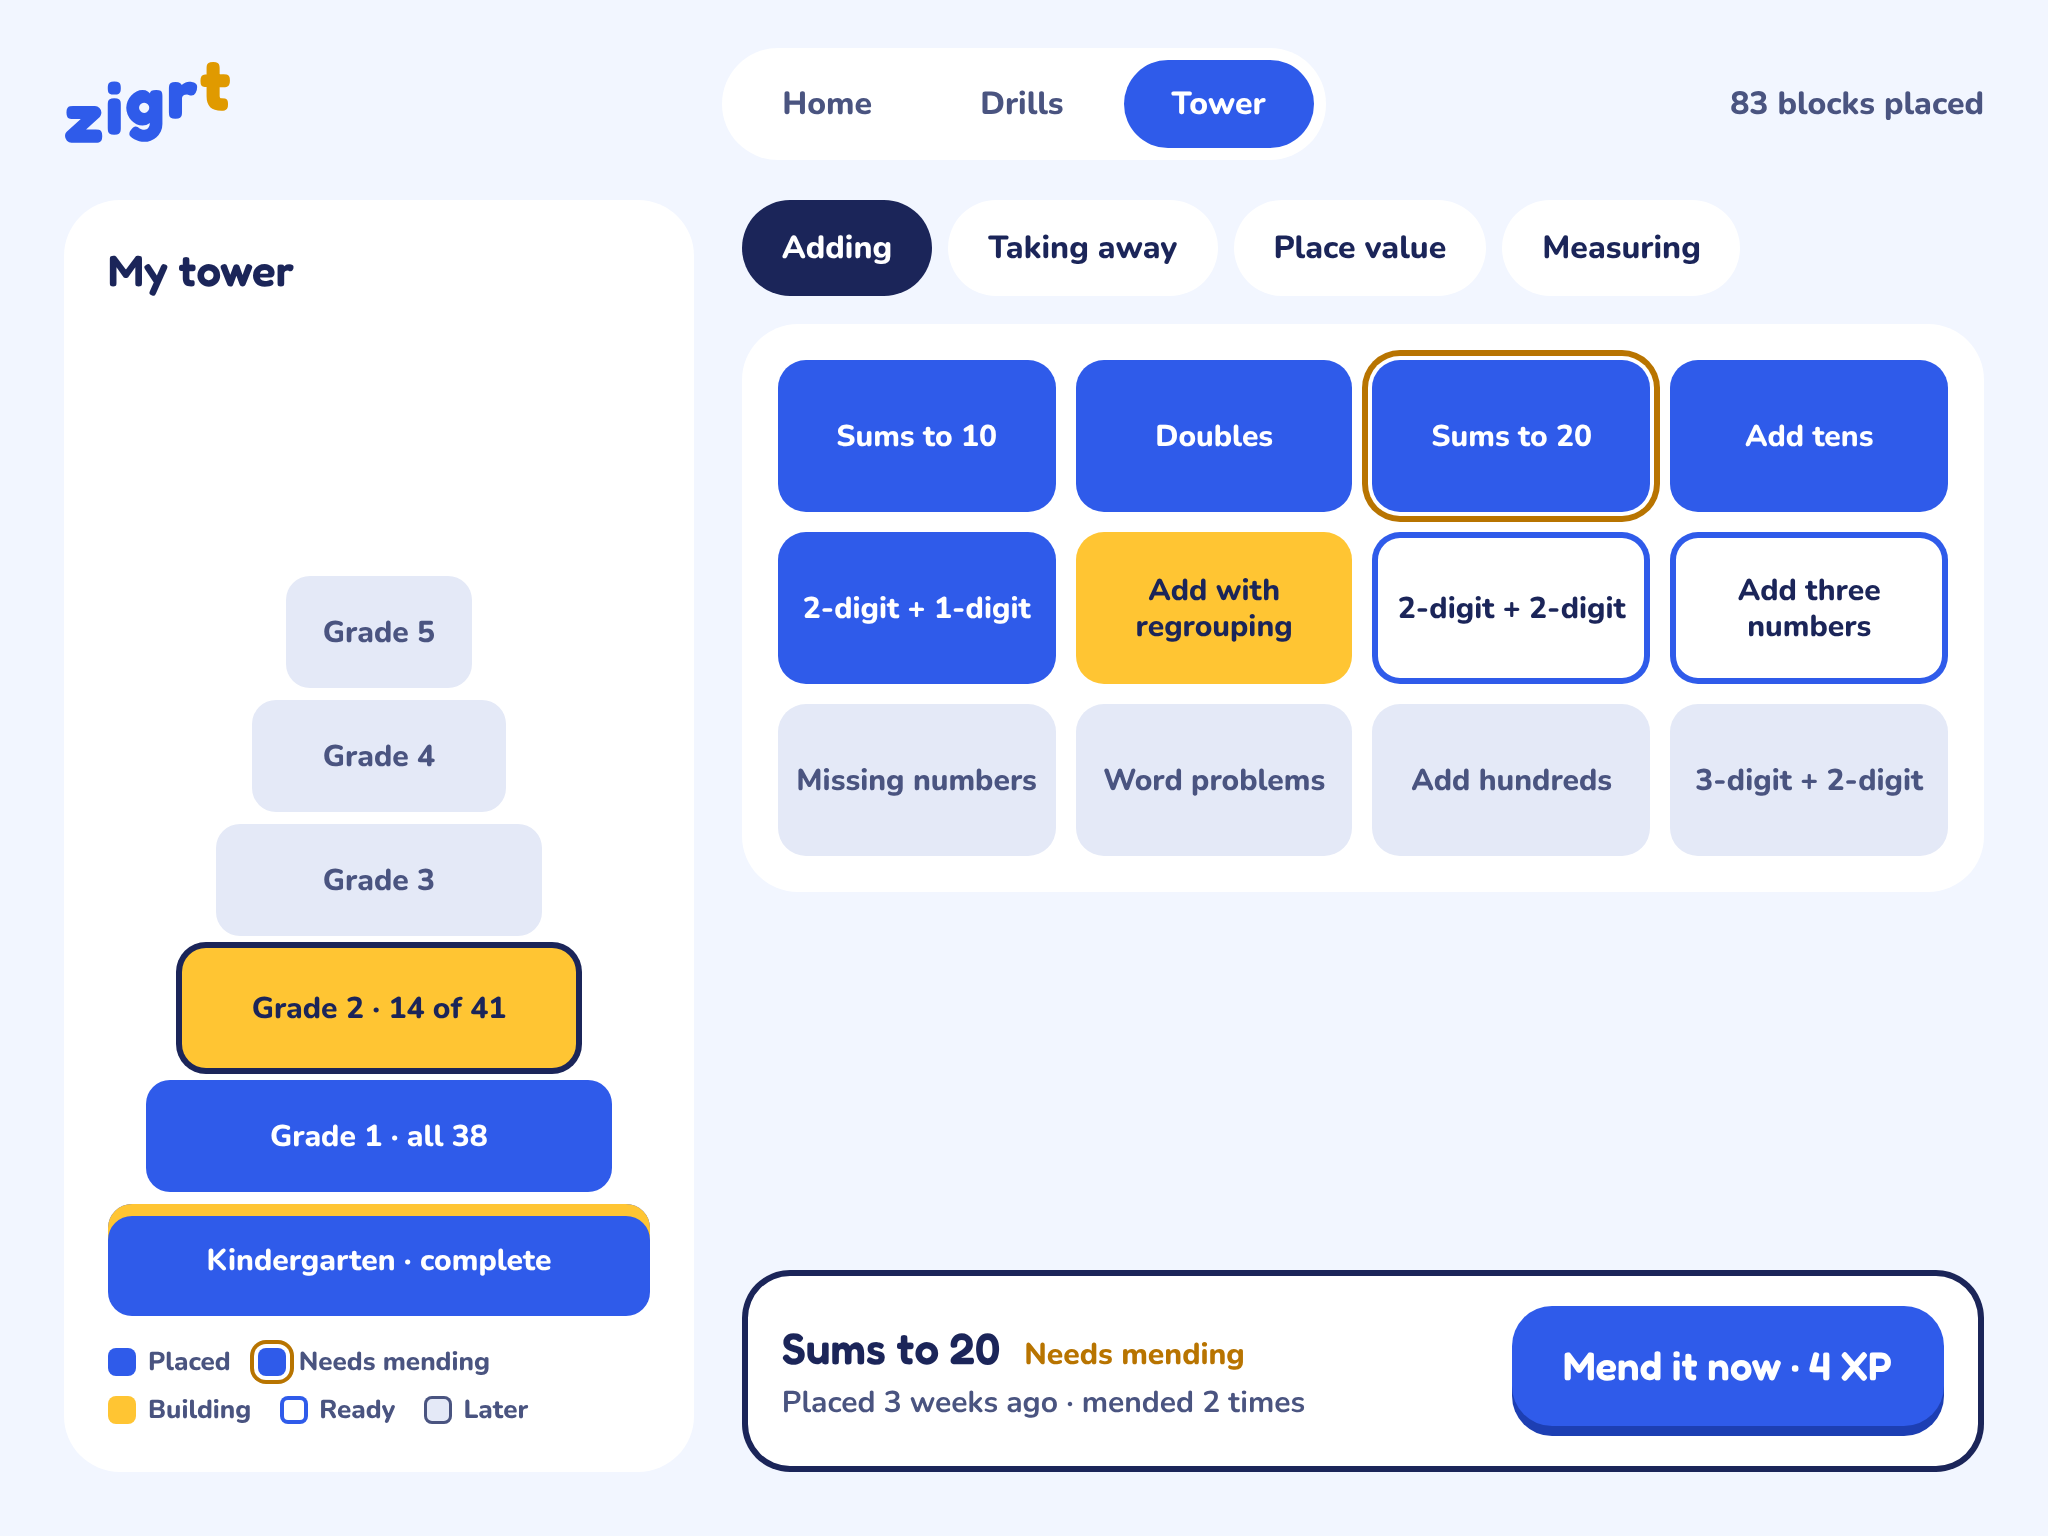 zigrt
Home
Drills
Tower
83 blocks placed
My tower
Grade 5
Grade 4
Grade 3
Grade 2 · 14 of 41
Grade 1 · all 38
Kindergarten · complete
Placed
Needs mending
Building
Ready
Later
Adding
Taking away
Place value
Measuring
Sums to 10
Doubles
Sums to 20
Add tens
2-digit + 1-digit
Add with
regrouping
2-digit + 2-digit
Add three
numbers
Missing numbers
Word problems
Add hundreds
3-digit + 2-digit
Sums to 20
Needs mending
Placed 3 weeks ago · mended 2 times
Mend it now · 4 XP